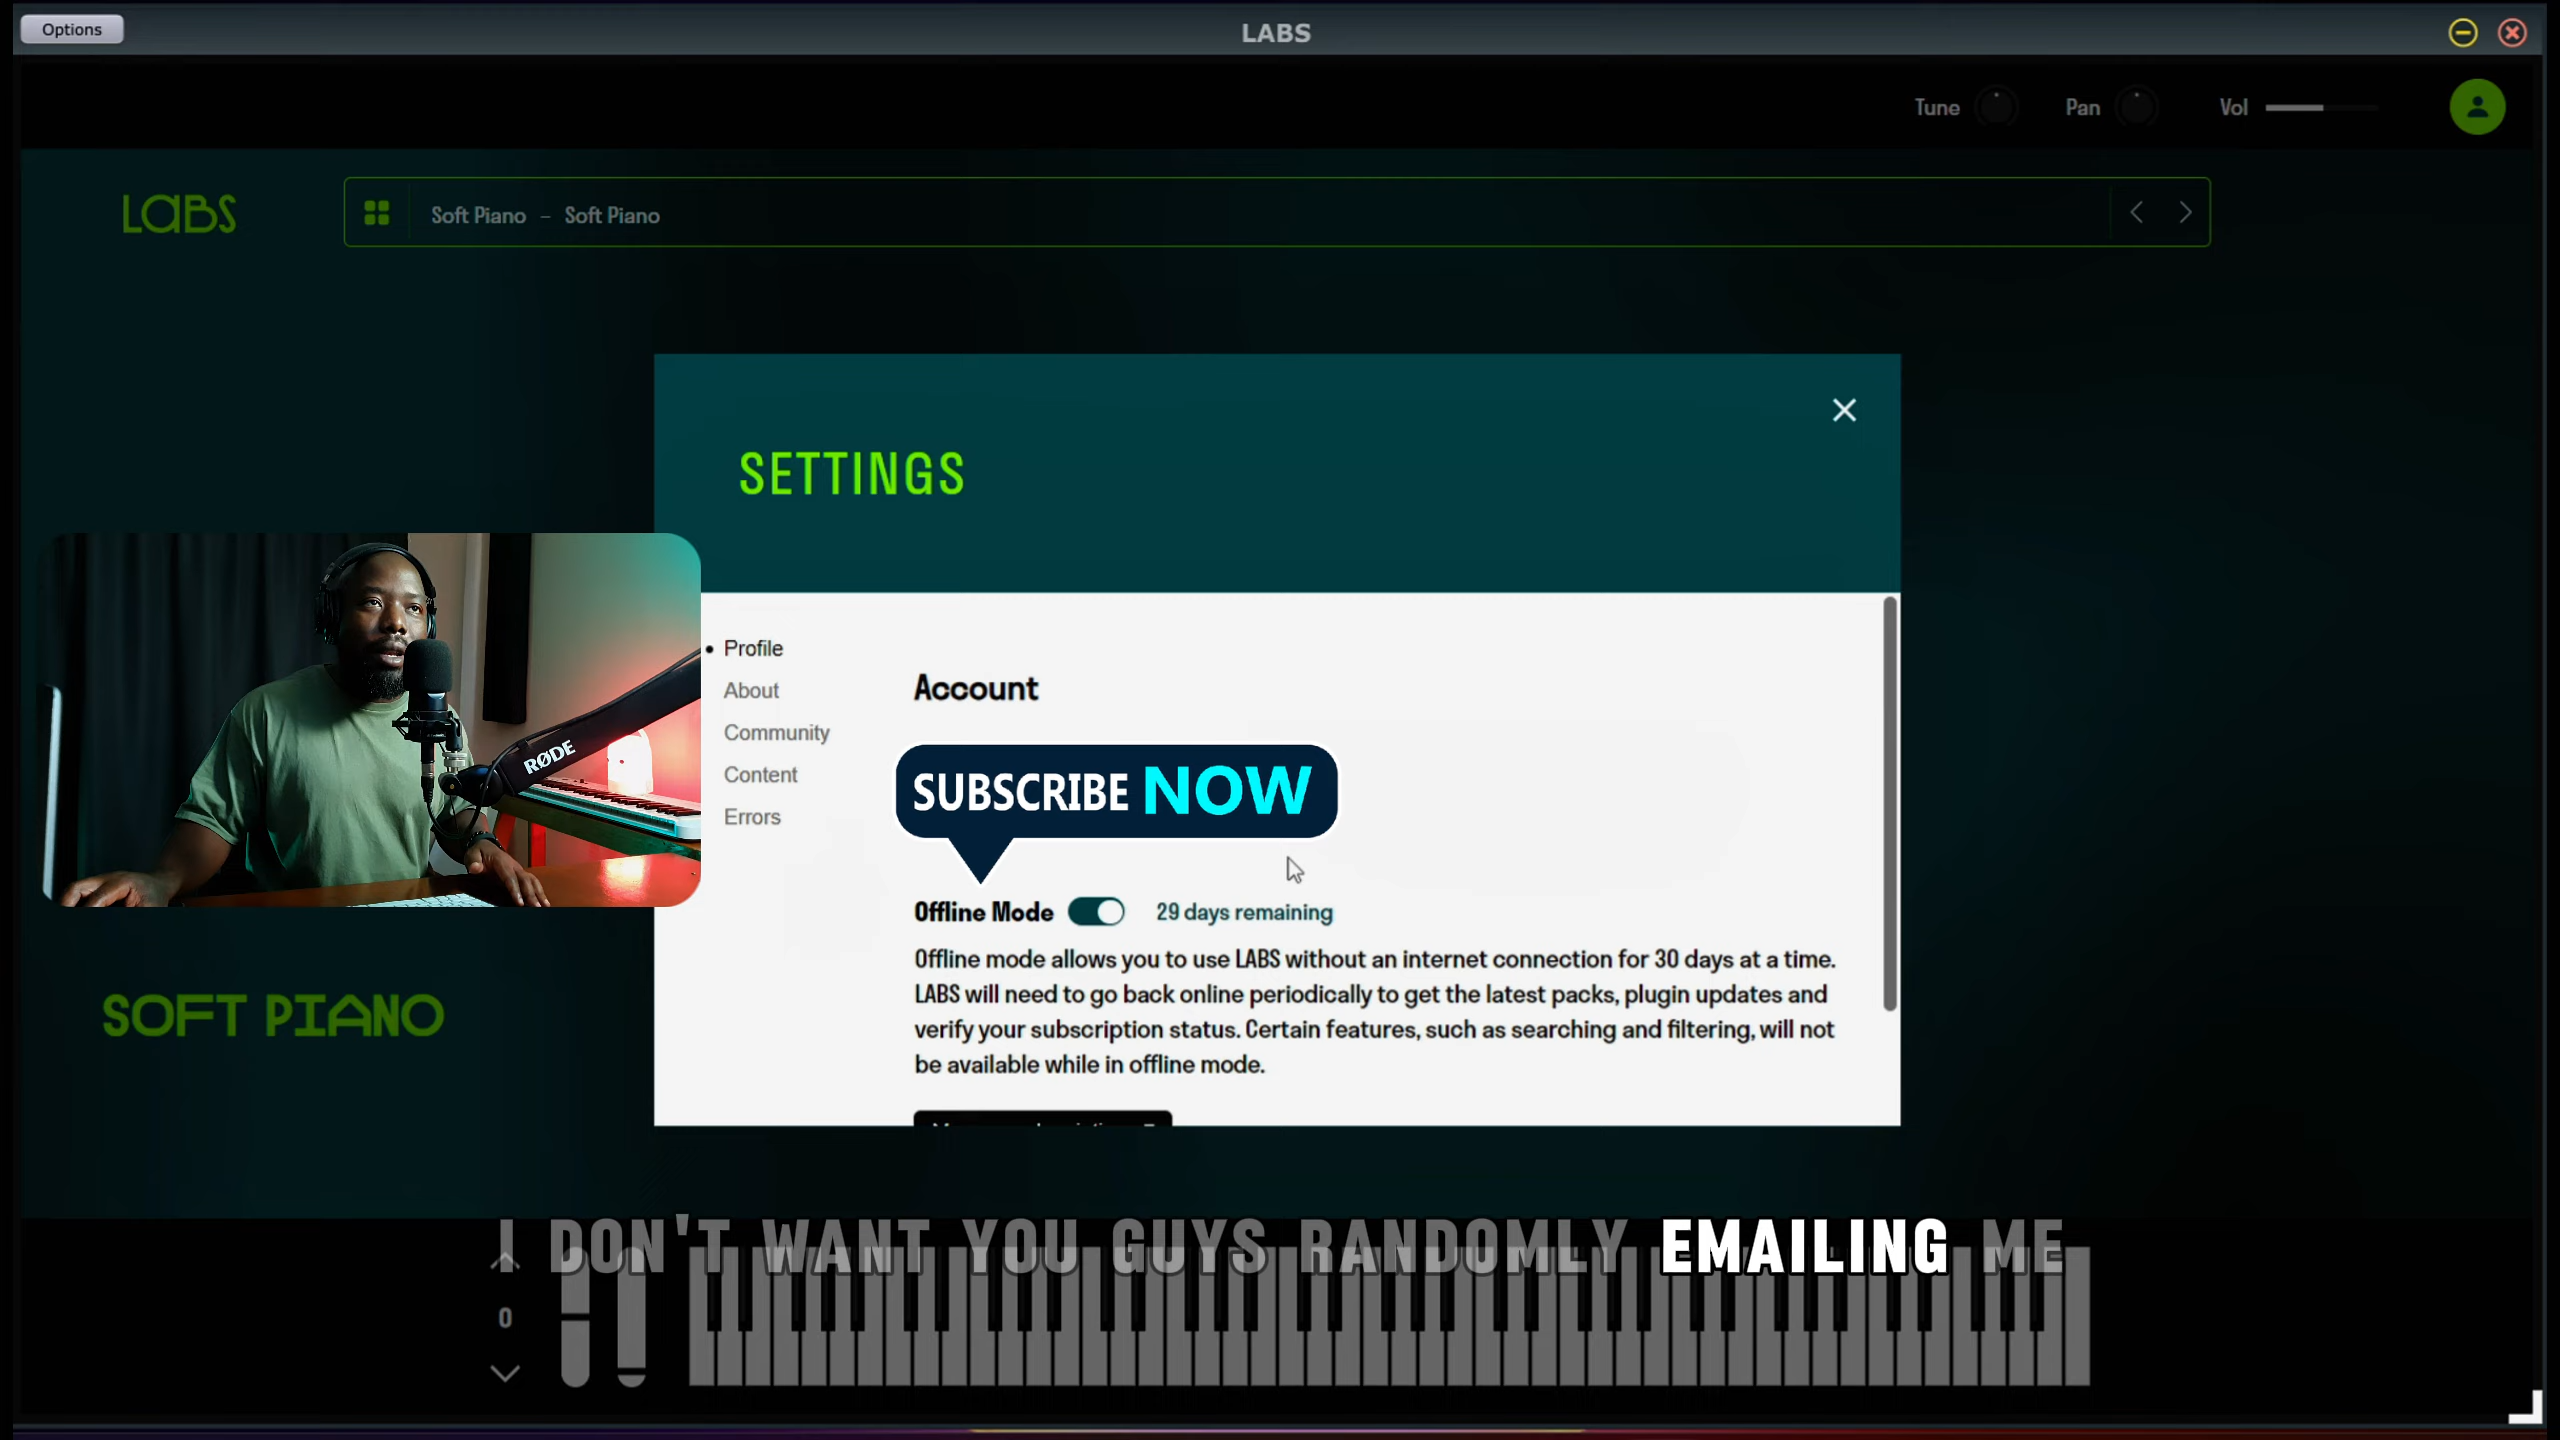 Options
LABS
Tune
Pan
Vol
LABS
Soft Piano – Soft Piano
SETTINGS
Profile
About
Community
Content
Errors
Account
SUBSCRIBE NOW
RØDE
Offline Mode
29 days remaining
Offline mode allows you to use LABS without an internet connection for 30 days at a time.
LABS will need to go back online periodically to get the latest packs, plugin updates and
verify your subscription status. Certain features, such as searching and filtering, will not
be available while in offline mode.
SOFT PIANO
I DON'T WANT YOU GUYS RANDOMLY EMAILING ME
0